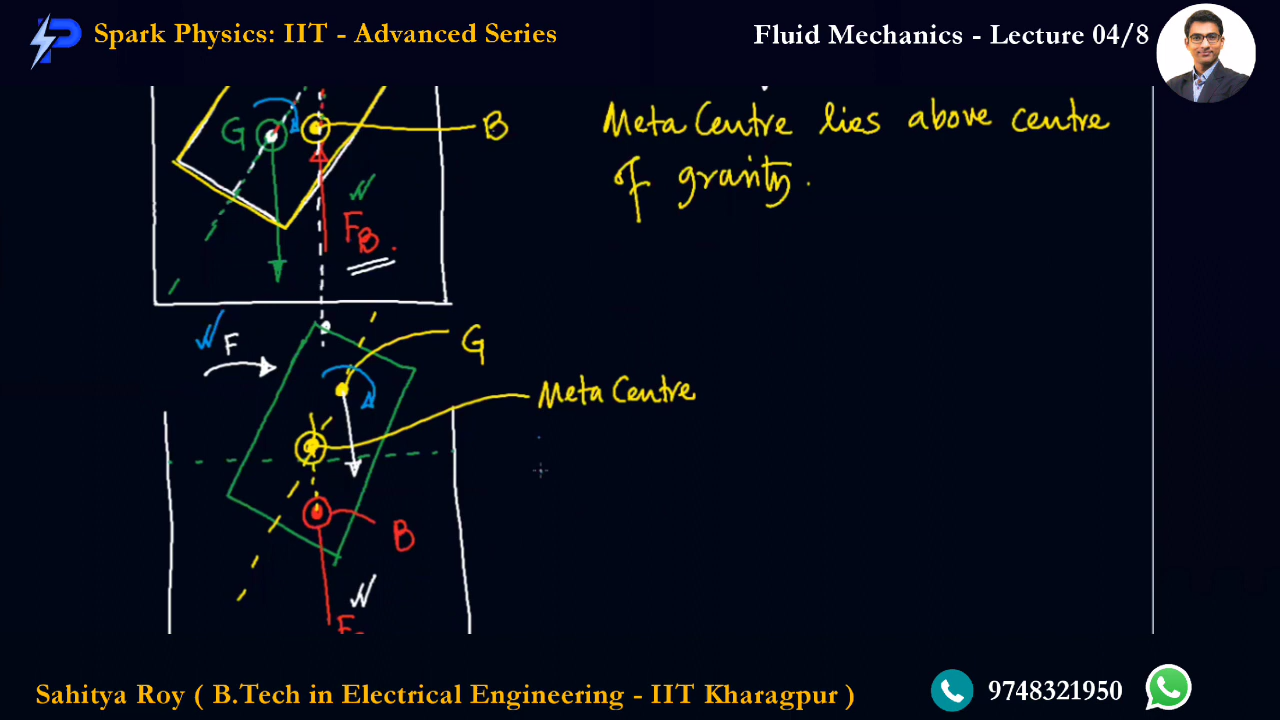 Spark Physics: IIT - Advanced Series
Fluid Mechanics - Lecture 04/8
Meta Centre lies above centre
of gravity.
G
B
F_B.
F
G
Meta Centre
B
Sahitya Roy ( B.Tech in Electrical Engineering - IIT Kharagpur )
9748321950